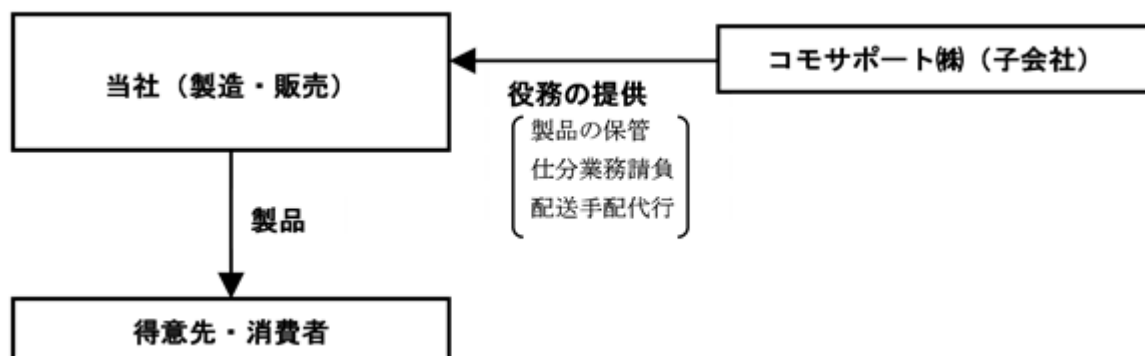 当社（製造・販売）
コモサポート㈱（子会社）
役務の提供
製品の保管
仕分業務請負
配送手配代行
製品
得意先・消費者